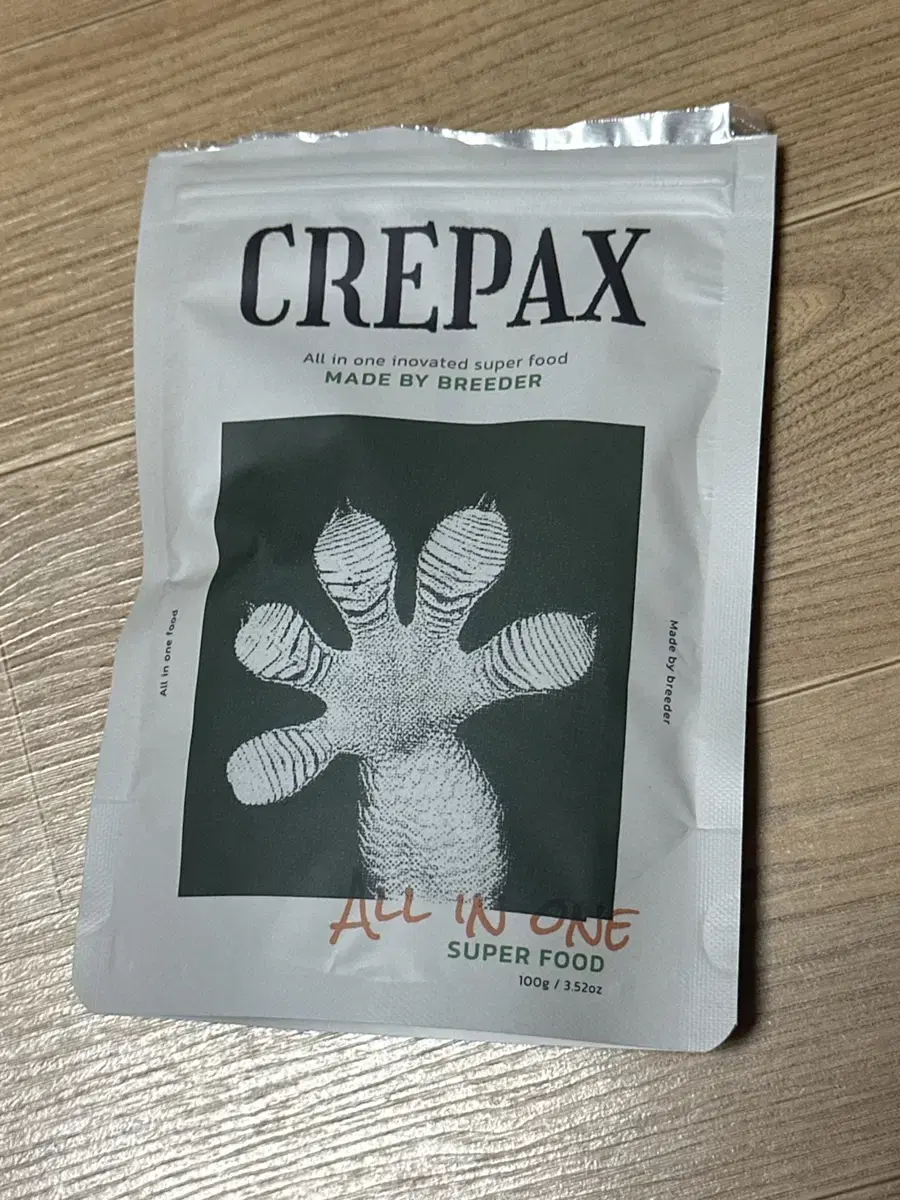 CREPAX
All in one inovated super food
MADE BY BREEDER
All in one food
Made by breeder
ALL IN ONE
SUPER FOOD
100g / 3.52oz